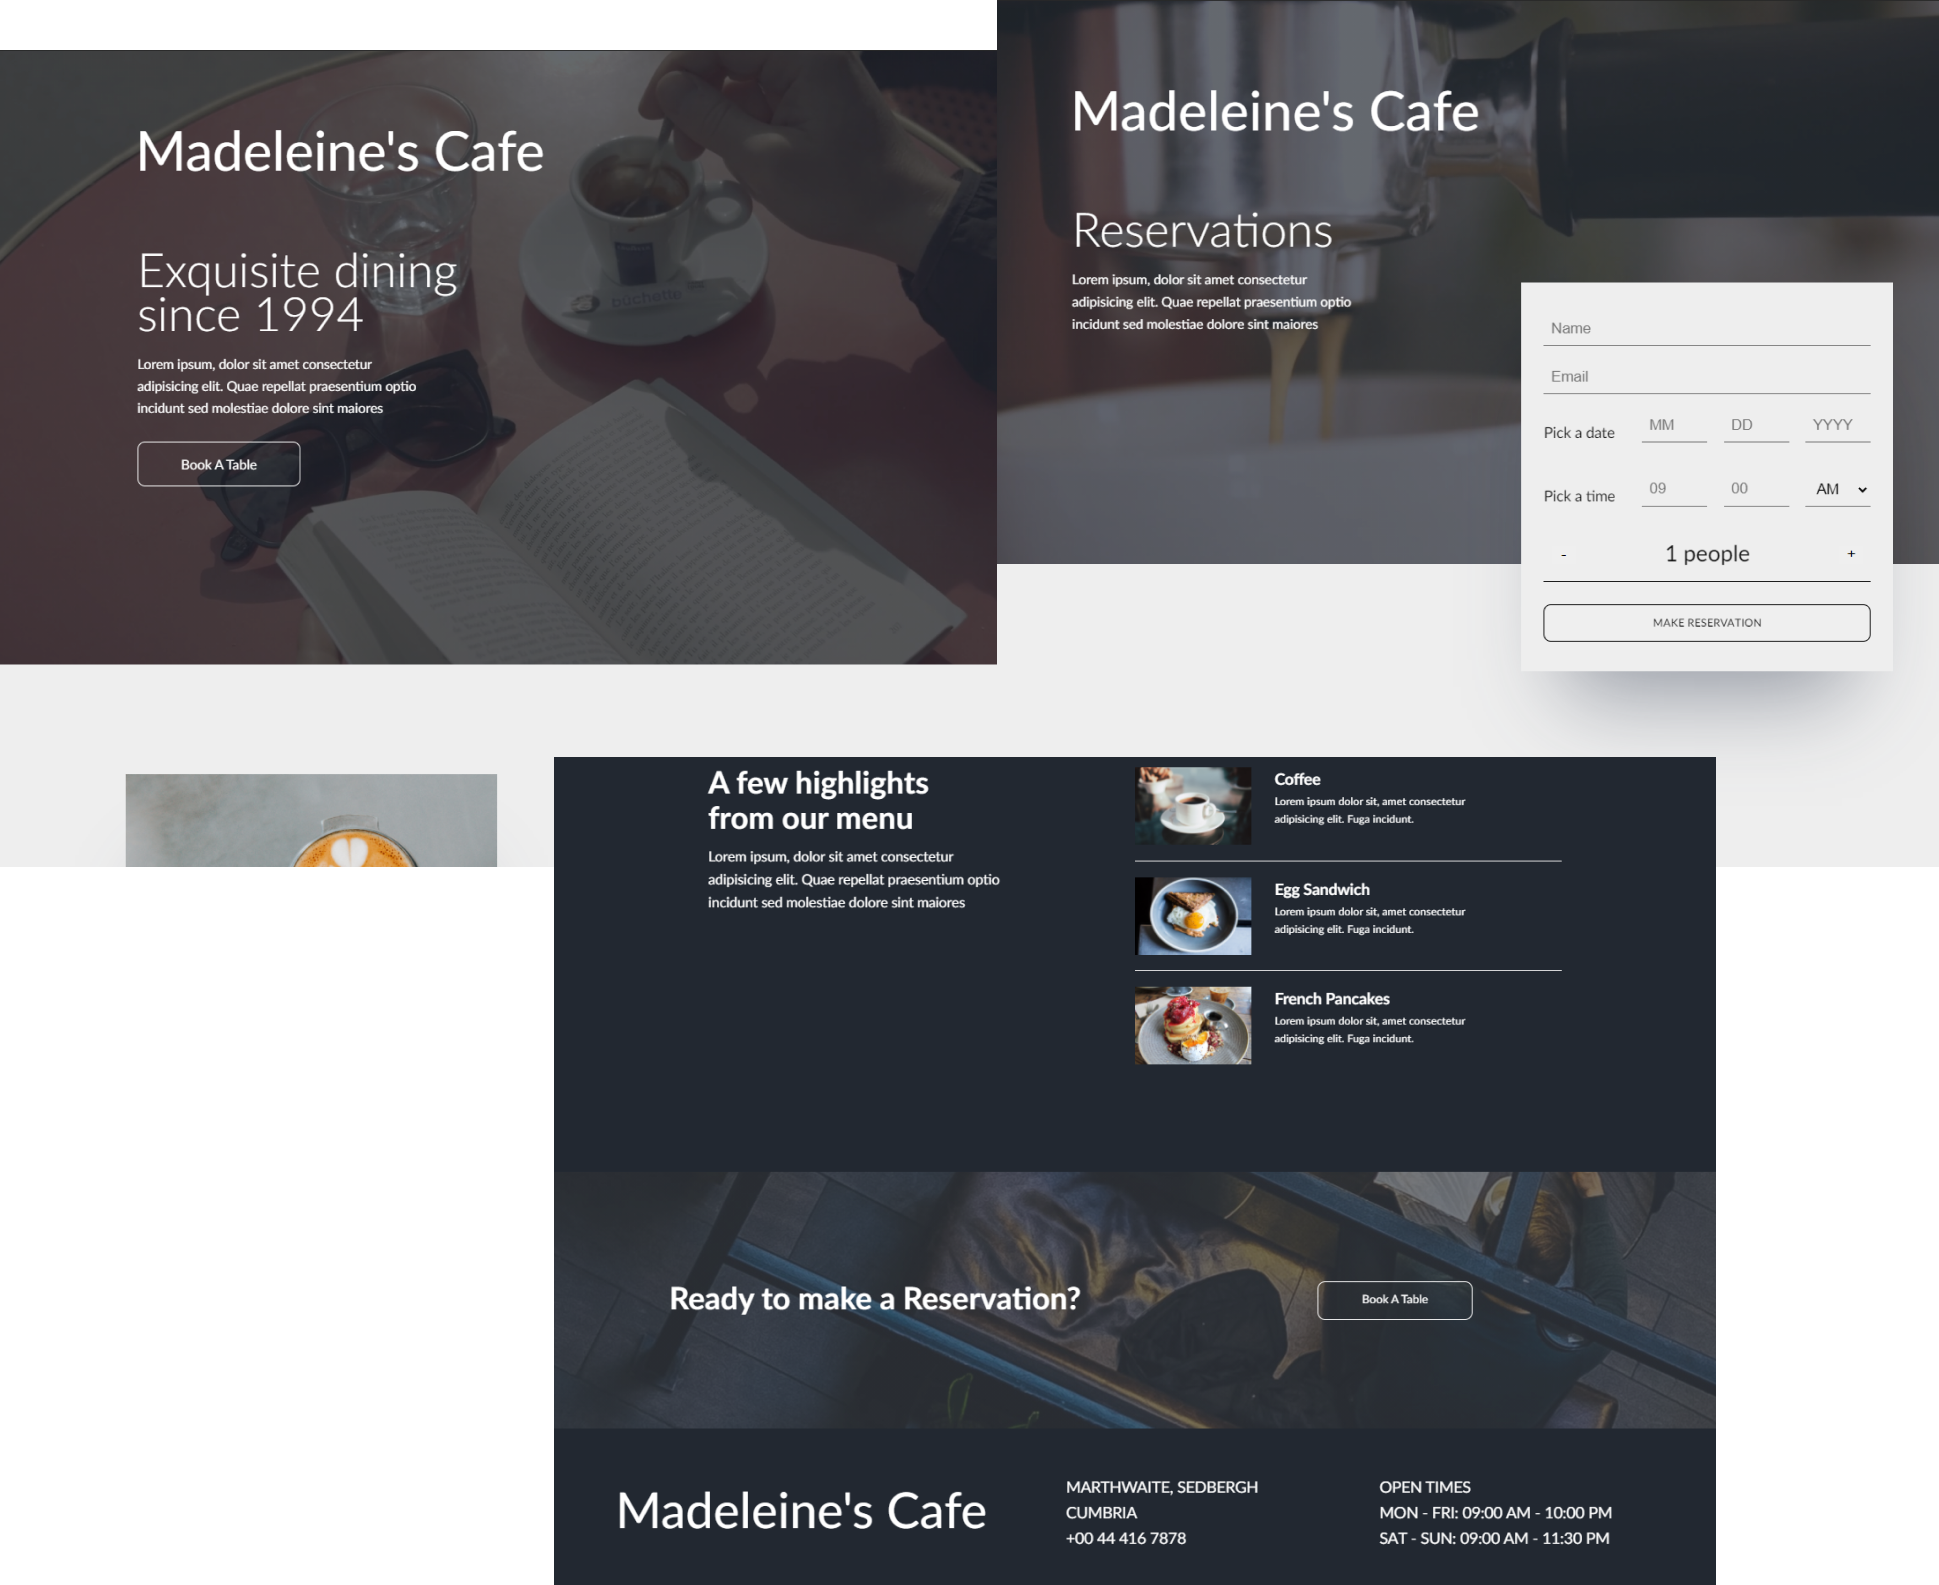 Madeleine's Cafe
Exquisite dining
since 1994
Lorem ipsum, dolor sit amet consectetur
adipisicing elit. Quae repellat praesentium optio
incidunt sed molestiae dolore sint maiores
Book A Table
Madeleine's Cafe
Reservations
Lorem ipsum, dolor sit amet consectetur
adipisicing elit. Quae repellat praesentium optio
incidunt sed molestiae dolore sint maiores
Name
Email
Pick a date MM DD YYYY
Pick a time 09 00 AM
- 1 people +
MAKE RESERVATION
A few highlights
from our menu
Lorem ipsum, dolor sit amet consectetur
adipisicing elit. Quae repellat praesentium optio
incidunt sed molestiae dolore sint maiores
Coffee
Lorem ipsum dolor sit, amet consectetur
adipisicing elit. Fuga incidunt.
Egg Sandwich
Lorem ipsum dolor sit, amet consectetur
adipisicing elit. Fuga incidunt.
French Pancakes
Lorem ipsum dolor sit, amet consectetur
adipisicing elit. Fuga incidunt.
Ready to make a Reservation?
Book A Table
Madeleine's Cafe
MARTHWAITE, SEDBERGH
CUMBRIA
+00 44 416 7878
OPEN TIMES
MON - FRI: 09:00 AM - 10:00 PM
SAT - SUN: 09:00 AM - 11:30 PM